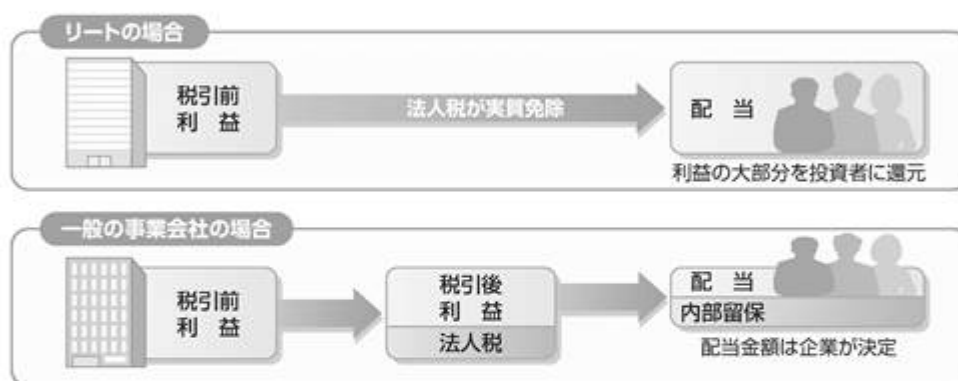 リートの場合
税引前
利 益
法人税が実質免除
配 当
利益の大部分を投資者に還元
一般の事業会社の場合
税引前
利 益
税引後
利 益
法人税
配 当
内部留保
配当金額は企業が決定